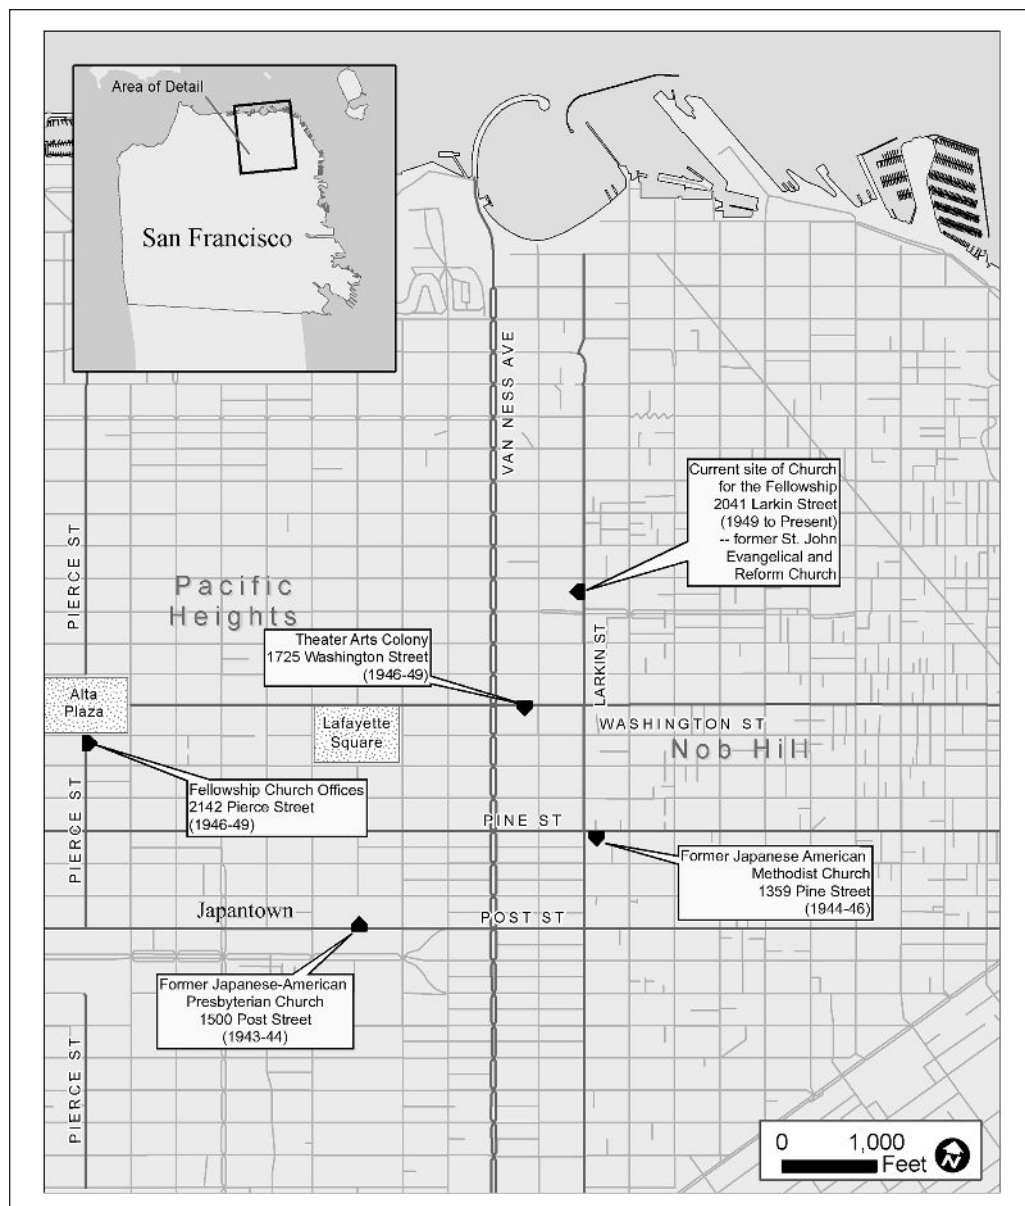 Area of Detail
San Francisco
VAN NESS AVE
Current site of Church
for the Fellowship
2041 Larkin Street
(1949 to Present)
-- former St. John
Evangelical and
Reform Church
PIERCE ST
Pacific
Heights
Theater Arts Colony
1725 Washington Street
(1946-49)
LARKIN ST
Alta
Plaza
Lafayette
Square
WASHINGTON ST
Nob Hill
Fellowship Church Offices
2142 Pierce Street
(1946-49)
PIERCE ST
PINE ST
Former Japanese American
Methodist Church
1359 Pine Street
(1944-46)
Japantown
POST ST
Former Japanese-American
Presbyterian Church
1500 Post Street
(1943-44)
PIERCE ST
0 1,000
Feet
N